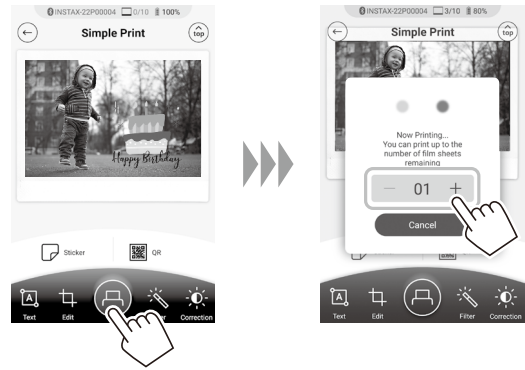 INSTAX-22P00004 0/10 100%
Simple Print
top
Happy Birthday
Sticker
QR
Text
Edit
er
Correction
INSTAX-22P00004 3/10 80%
Simple Print
top
Now Printing...
You can print up to the
number of film sheets
remaining
01
Cancel
Text
Edit
Filter
Correction